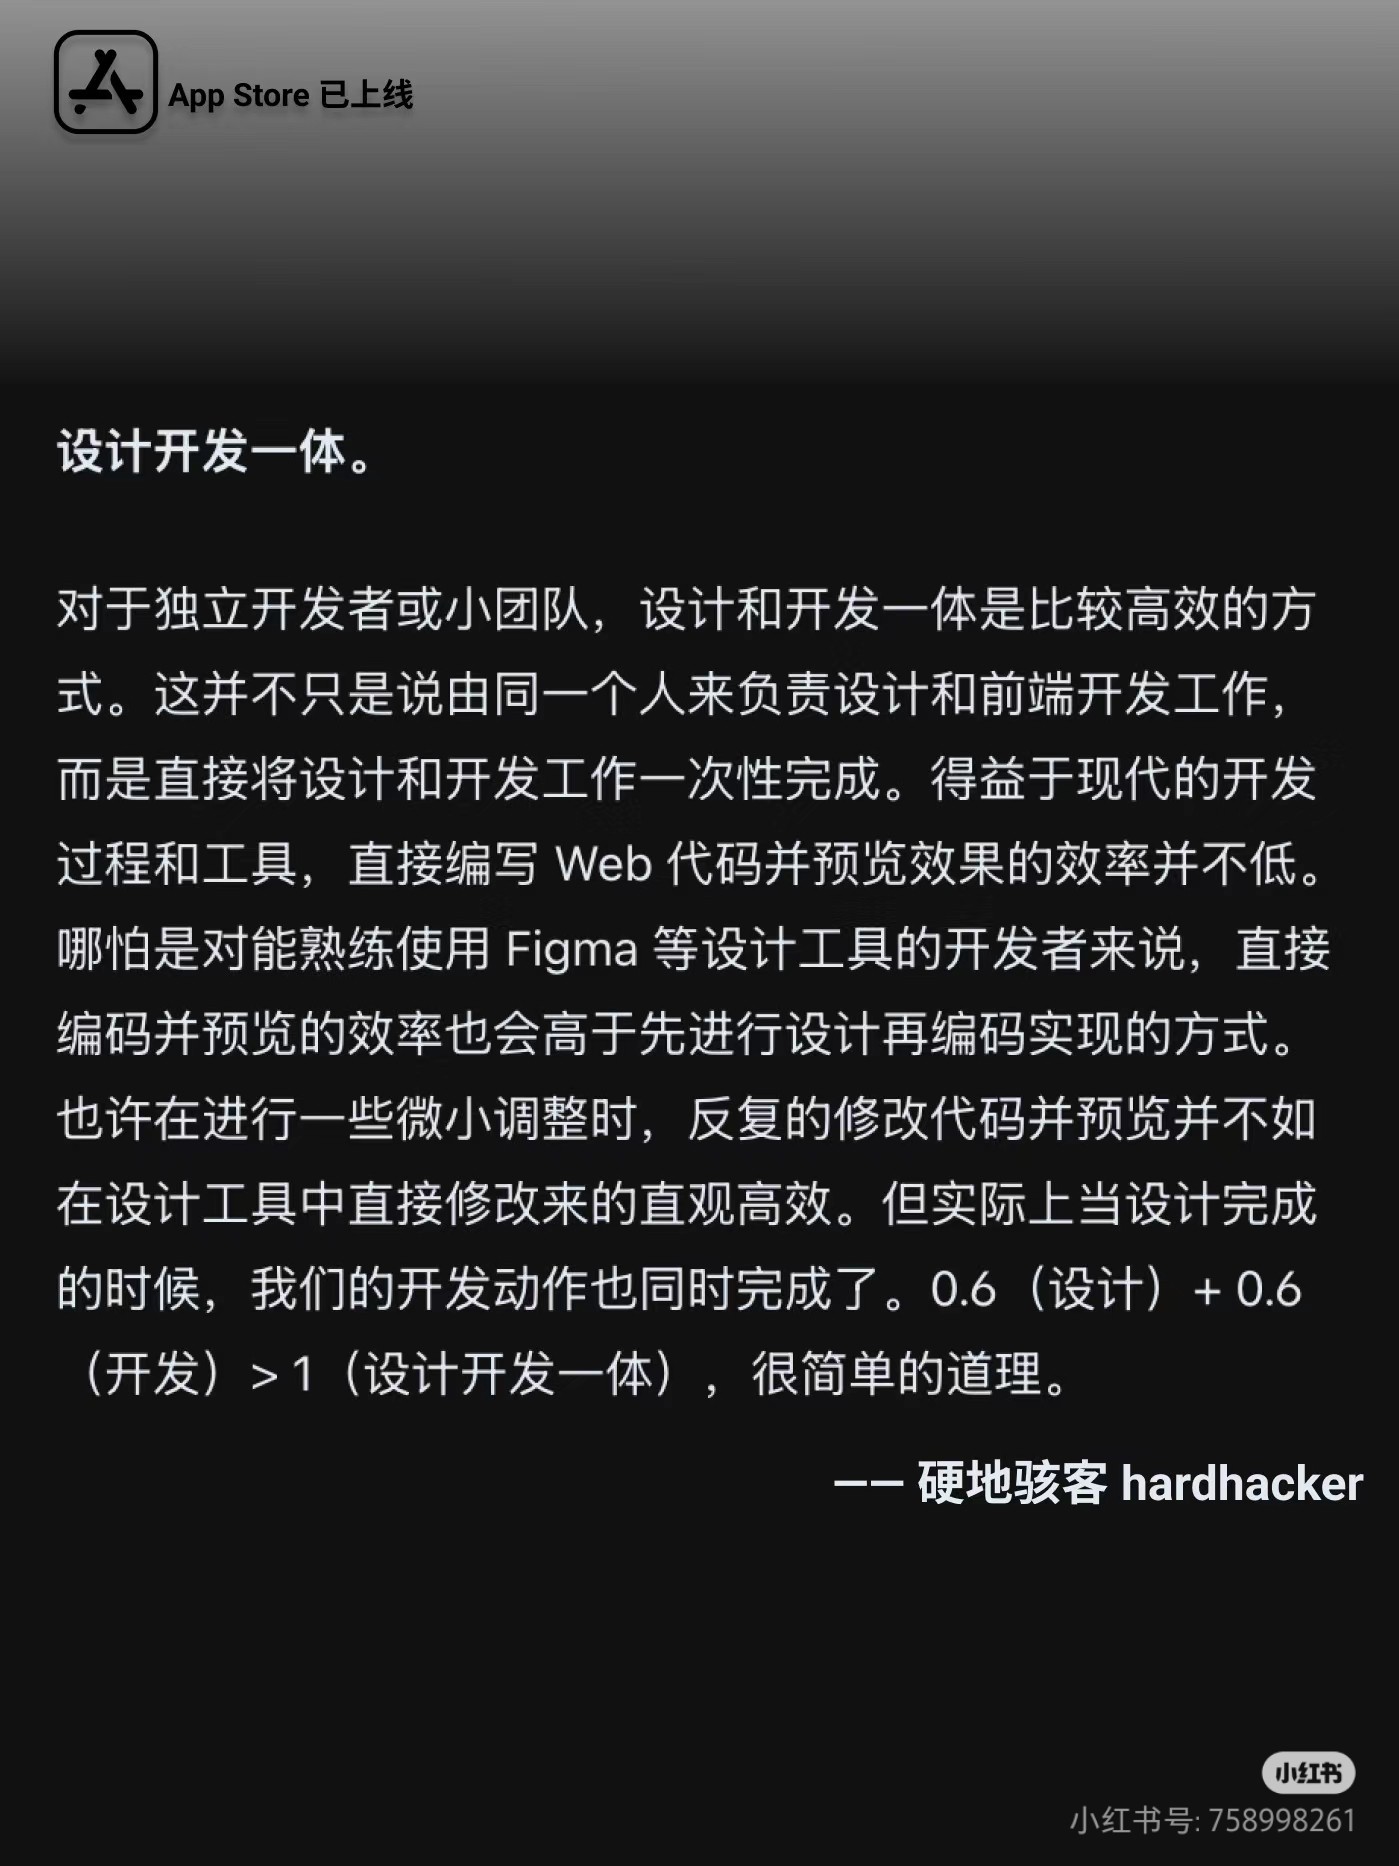 App Store 已上线
设计开发一体。
对于独立开发者或小团队，设计和开发一体是比较高效的方
式。这并不只是说由同一个人来负责设计和前端开发工作，
而是直接将设计和开发工作一次性完成。得益于现代的开发
过程和工具，直接编写 Web 代码并预览效果的效率并不低。
哪怕是对能熟练使用 Figma 等设计工具的开发者来说，直接
编码并预览的效率也会高于先进行设计再编码实现的方式。
也许在进行一些微小调整时，反复的修改代码并预览并不如
在设计工具中直接修改来的直观高效。但实际上当设计完成
的时候，我们的开发动作也同时完成了。0.6（设计）+ 0.6
（开发）> 1（设计开发一体），很简单的道理。
—— 硬地骇客 hardhacker
小红书
小红书号: 758998261